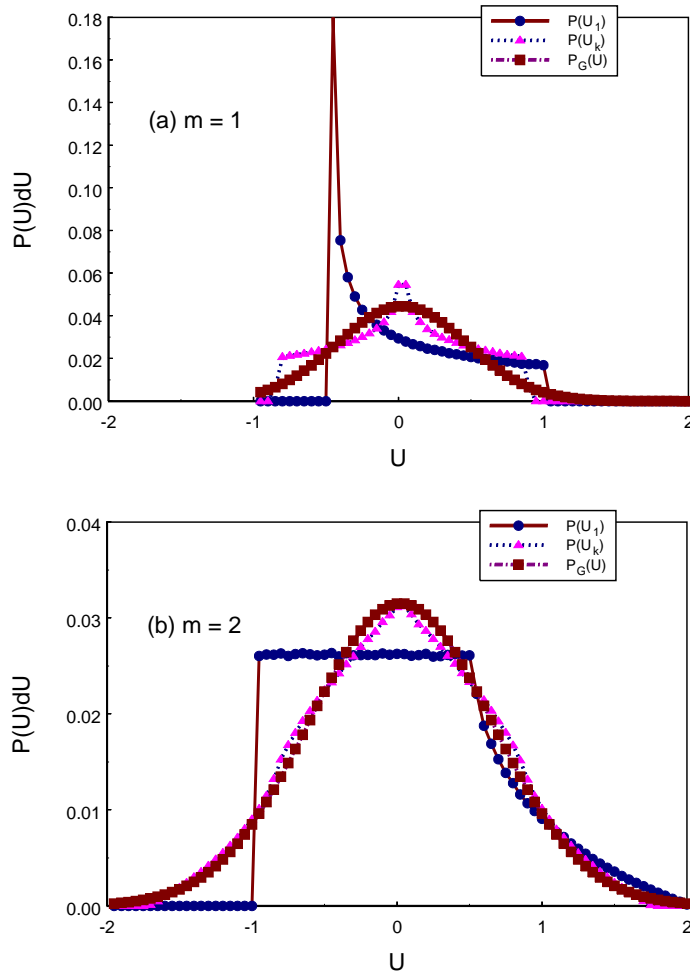 0.18
0.16
0.14
0.12
0.10
0.08
0.06
0.04
0.02
0.00
P(U)dU
(a) m = 1
P(U₁)
P(Uₖ)
P_G(U)
-2 -1 0 1 2
U
0.04
0.03
0.02
0.01
0.00
P(U)dU
(b) m = 2
P(U₁)
P(Uₖ)
P_G(U)
-2 -1 0 1 2
U